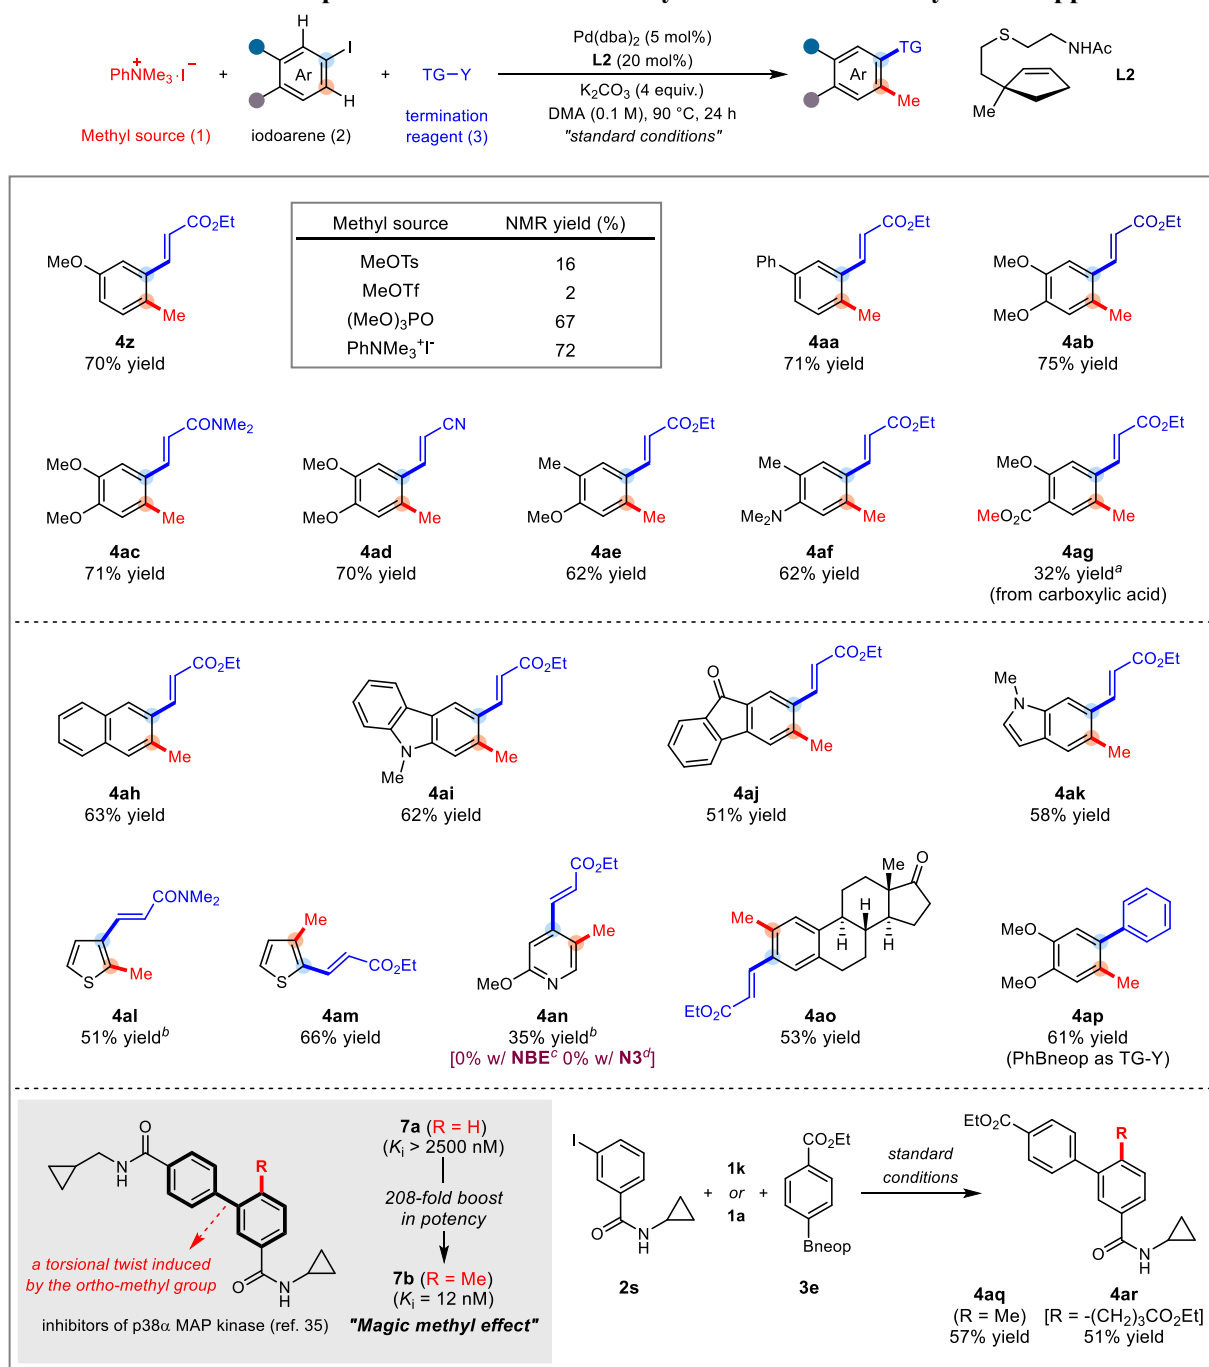 H
I
Ar
H
PhNMe3+·I−
+
+
TG–Y
Pd(dba)2 (5 mol%)
L2 (20 mol%)
K2CO3 (4 equiv.)
DMA (0.1 M), 90 °C, 24 h
"standard conditions"
Methyl source (1)
iodoarene (2)
termination
reagent (3)
TG
Ar
Me
S
NHAc
Me
L2
CO2Et
MeO
Me
4z
70% yield
Methyl source NMR yield (%)
MeOTs 16
MeOTf 2
(MeO)3PO 67
PhNMe3+I- 72
CO2Et
Ph
Me
4aa
71% yield
CO2Et
MeO
MeO
Me
4ab
75% yield
CONMe2
MeO
MeO
Me
4ac
71% yield
CN
MeO
MeO
Me
4ad
70% yield
CO2Et
Me
MeO
Me
4ae
62% yield
CO2Et
Me
Me2N
Me
4af
62% yield
CO2Et
MeO
MeO2C
Me
4ag
32% yield^a
(from carboxylic acid)
CO2Et
Me
4ah
63% yield
CO2Et
N
Me
Me
4ai
62% yield
CO2Et
O
Me
4aj
51% yield
CO2Et
Me
N
Me
4ak
58% yield
CONMe2
S
Me
4al
51% yield^b
Me
S
CO2Et
4am
66% yield
CO2Et
Me
MeO
N
4an
35% yield^b
[0% w/ NBE^c 0% w/ N3^d]
Me
O
Me
H
H
H
EtO2C
4ao
53% yield
MeO
MeO
Me
4ap
61% yield
(PhBneop as TG-Y)
O
N
H
R
O
N
H
a torsional twist induced
by the ortho-methyl group
inhibitors of p38α MAP kinase (ref. 35)
7a (R = H)
(Ki > 2500 nM)
208-fold boost
in potency
7b (R = Me)
(Ki = 12 nM)
"Magic methyl effect"
I
O
N
H
2s
+
1k
or
1a
+
CO2Et
Bneop
3e
standard
conditions
EtO2C
R
O
N
H
4aq
(R = Me)
57% yield
4ar
[R = -(CH2)3CO2Et]
51% yield